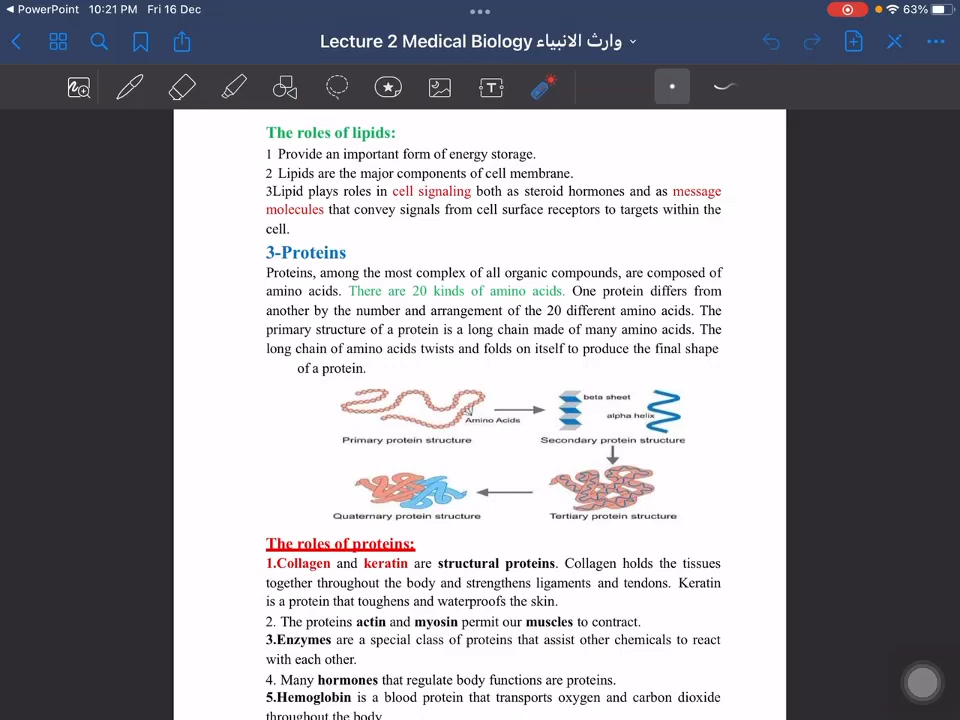 PowerPoint 10:21 PM Fri 16 Dec 63%
Lecture 2 Medical Biology وارث الانبياء
The roles of lipids:
1 Provide an important form of energy storage.
2 Lipids are the major components of cell membrane.
3Lipid plays roles in cell signaling both as steroid hormones and as message
molecules that convey signals from cell surface receptors to targets within the
cell.
3-Proteins
Proteins, among the most complex of all organic compounds, are composed of
amino acids. There are 20 kinds of amino acids. One protein differs from
another by the number and arrangement of the 20 different amino acids. The
primary structure of a protein is a long chain made of many amino acids. The
long chain of amino acids twists and folds on itself to produce the final shape
of a protein.
beta sheet
alpha helix
Amino Acids
Primary protein structure
Secondary protein structure
Quaternary protein structure
Tertiary protein structure
The roles of proteins:
1.Collagen and keratin are structural proteins. Collagen holds the tissues
together throughout the body and strengthens ligaments and tendons. Keratin
is a protein that toughens and waterproofs the skin.
2. The proteins actin and myosin permit our muscles to contract.
3.Enzymes are a special class of proteins that assist other chemicals to react
with each other.
4. Many hormones that regulate body functions are proteins.
5.Hemoglobin is a blood protein that transports oxygen and carbon dioxide
throughout the body.